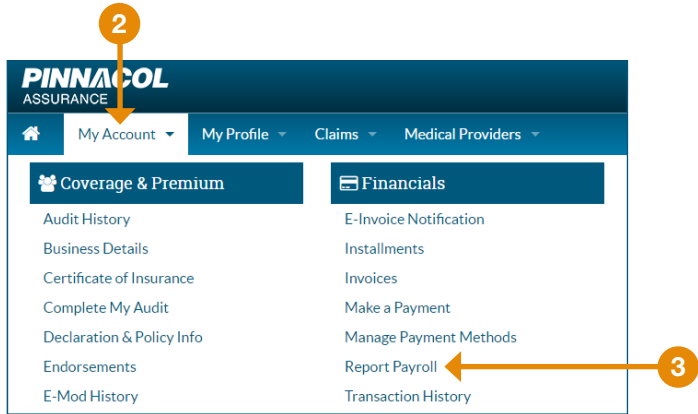 2
PINNACOL
ASSURANCE
My Account My Profile Claims Medical Providers
Coverage & Premium
Audit History
Business Details
Certificate of Insurance
Complete My Audit
Declaration & Policy Info
Endorsements
E-Mod History
Financials
E-Invoice Notification
Installments
Invoices
Make a Payment
Manage Payment Methods
Report Payroll
3
Transaction History